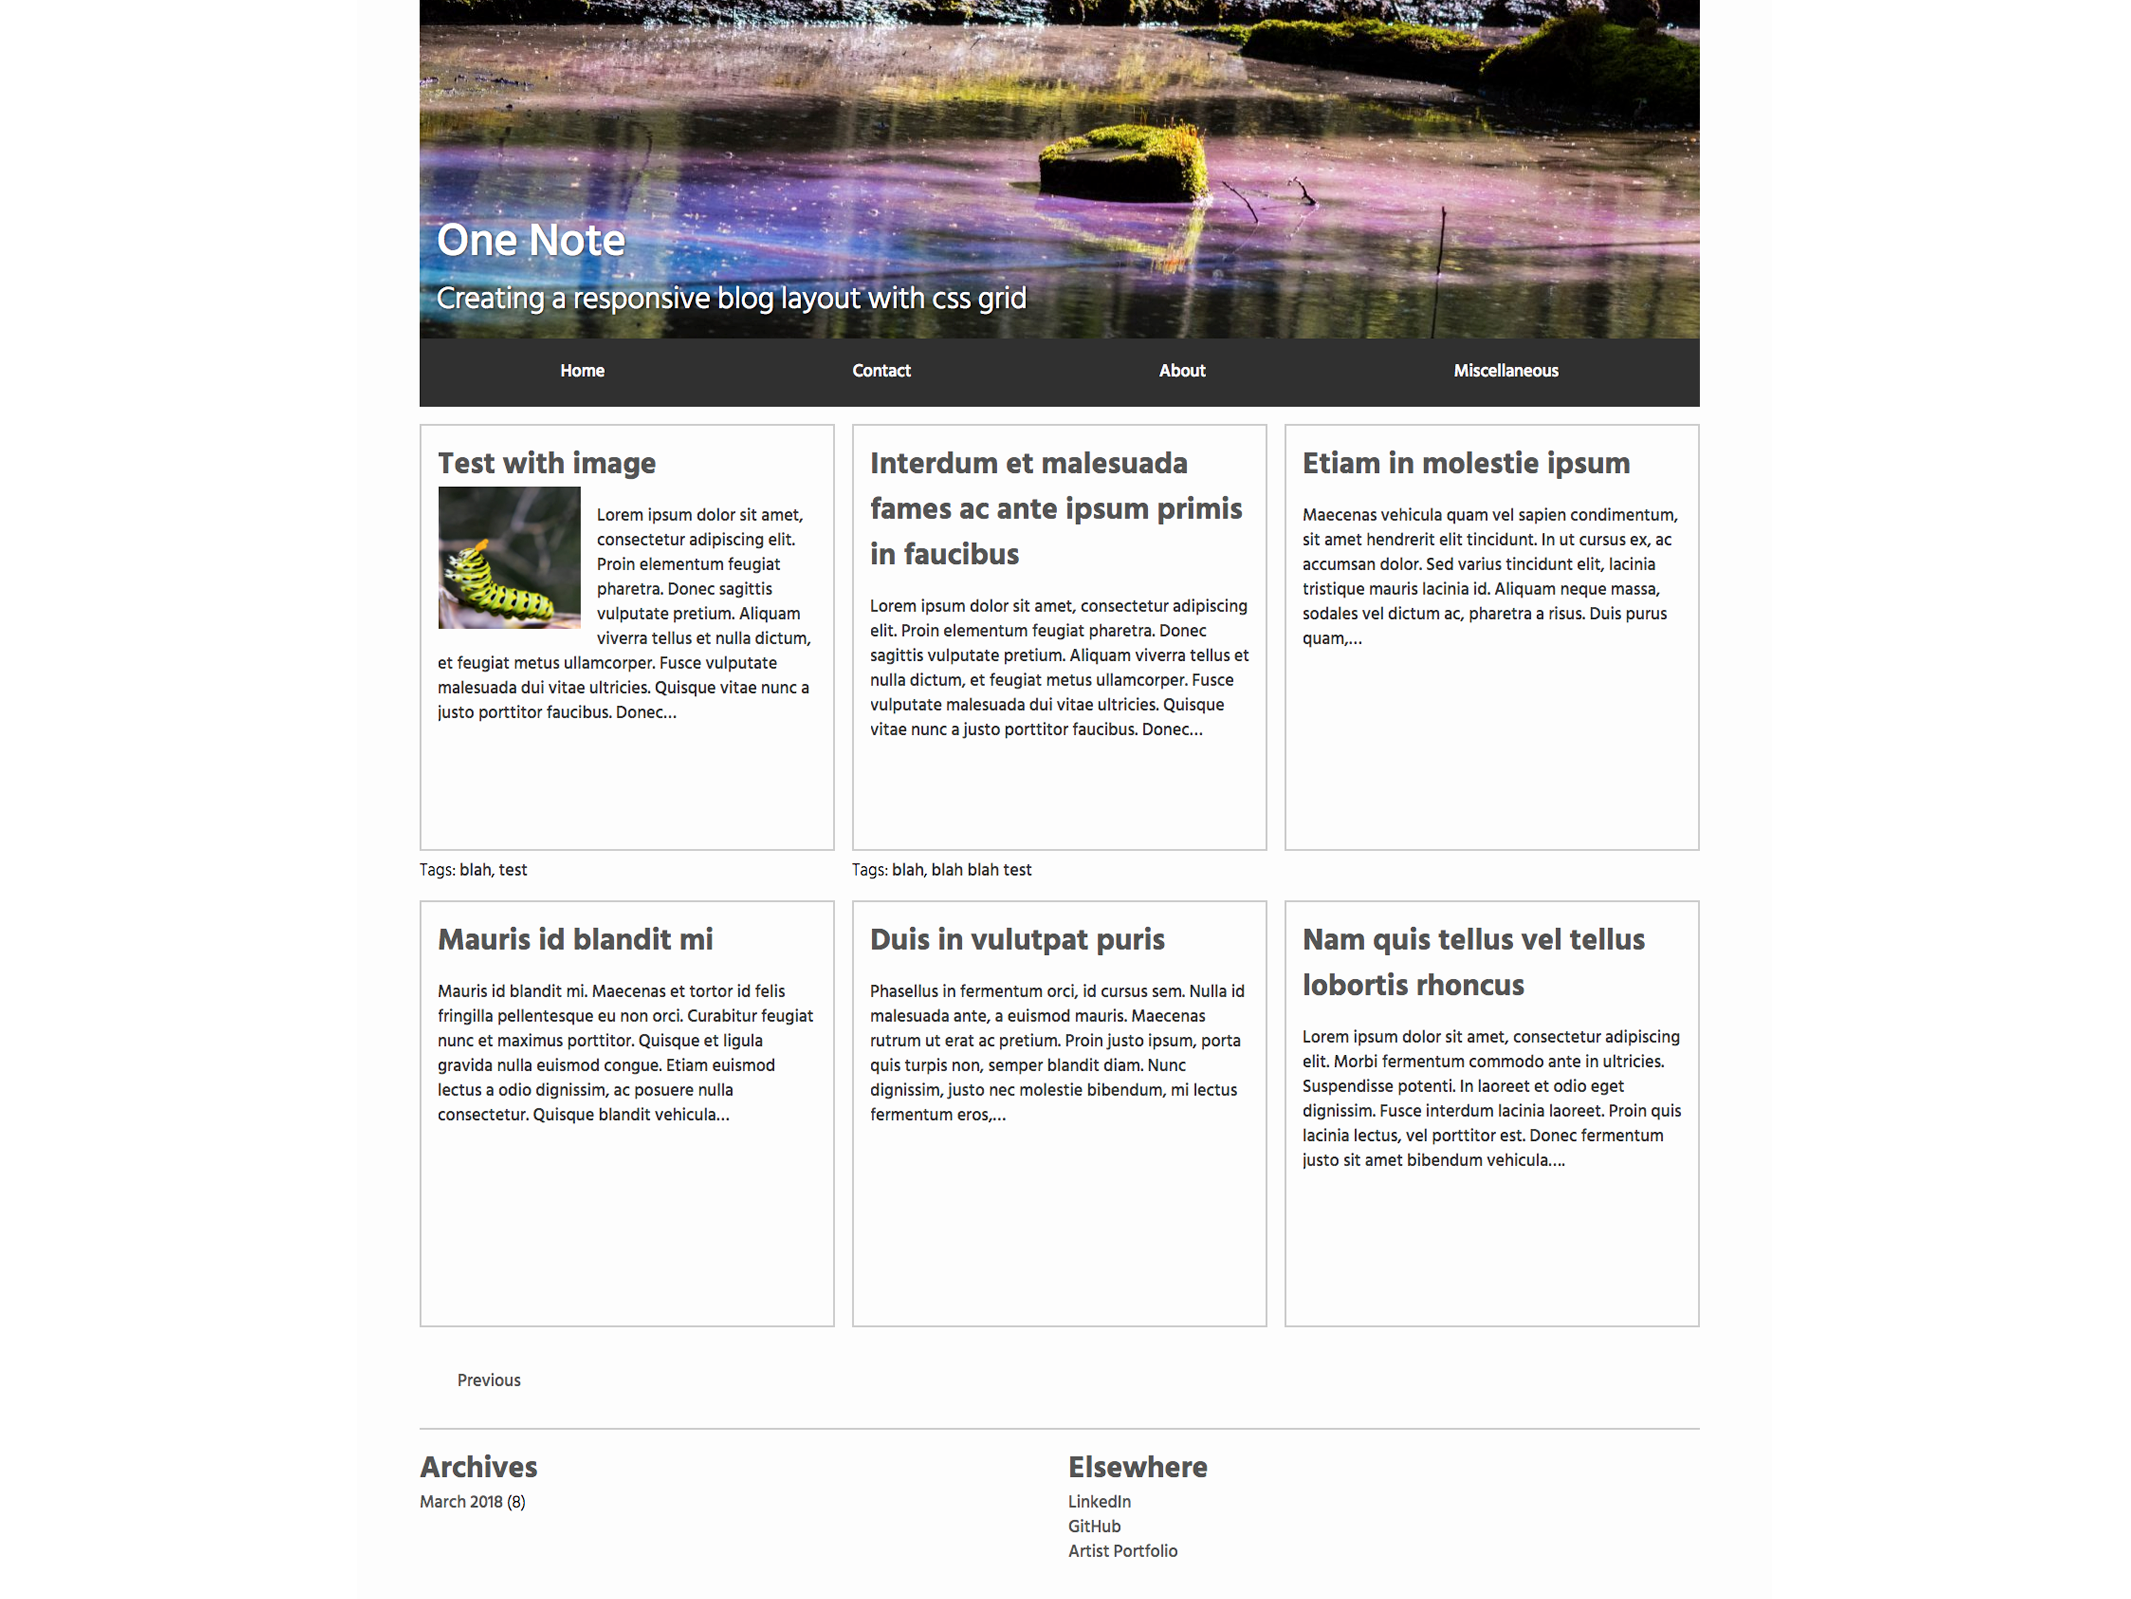 One Note
Creating a responsive blog layout with css grid
Home
Contact
About
Miscellaneous
Test with image
Lorem ipsum dolor sit amet,
consectetur adipiscing elit.
Proin elementum feugiat
pharetra. Donec sagittis
vulputate pretium. Aliquam
viverra tellus et nulla dictum,
et feugiat metus ullamcorper. Fusce vulputate
malesuada dui vitae ultricies. Quisque vitae nunc a
justo porttitor faucibus. Donec...
Tags: blah, test
Interdum et malesuada
fames ac ante ipsum primis
in faucibus
Lorem ipsum dolor sit amet, consectetur adipiscing
elit. Proin elementum feugiat pharetra. Donec
sagittis vulputate pretium. Aliquam viverra tellus et
nulla dictum, et feugiat metus ullamcorper. Fusce
vulputate malesuada dui vitae ultricies. Quisque
vitae nunc a justo porttitor faucibus. Donec...
Tags: blah, blah blah test
Etiam in molestie ipsum
Maecenas vehicula quam vel sapien condimentum,
sit amet hendrerit elit tincidunt. In ut cursus ex, ac
accumsan dolor. Sed varius tincidunt elit, lacinia
tristique mauris lacinia id. Aliquam neque massa,
sodales vel dictum ac, pharetra a risus. Duis purus
quam,...
Mauris id blandit mi
Mauris id blandit mi. Maecenas et tortor id felis
fringilla pellentesque eu non orci. Curabitur feugiat
nunc et maximus porttitor. Quisque et ligula
gravida nulla euismod congue. Etiam euismod
lectus a odio dignissim, ac posuere nulla
consectetur. Quisque blandit vehicula...
Duis in vulutpat puris
Phasellus in fermentum orci, id cursus sem. Nulla id
malesuada ante, a euismod mauris. Maecenas
rutrum ut erat ac pretium. Proin justo ipsum, porta
quis turpis non, semper blandit diam. Nunc
dignissim, justo nec molestie bibendum, mi lectus
fermentum eros,...
Nam quis tellus vel tellus
lobortis rhoncus
Lorem ipsum dolor sit amet, consectetur adipiscing
elit. Morbi fermentum commodo ante in ultricies.
Suspendisse potenti. In laoreet et odio eget
dignissim. Fusce interdum lacinia laoreet. Proin quis
lacinia lectus, vel porttitor est. Donec fermentum
justo sit amet bibendum vehicula....
Previous
Archives
March 2018 (8)
Elsewhere
LinkedIn
GitHub
Artist Portfolio